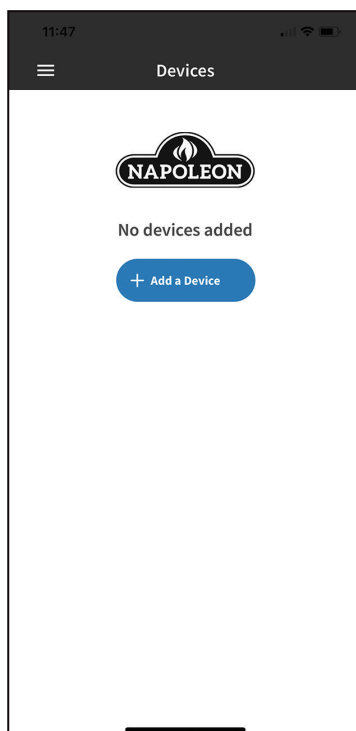 11:47
Devices
NAPOLEON
No devices added
+ Add a Device